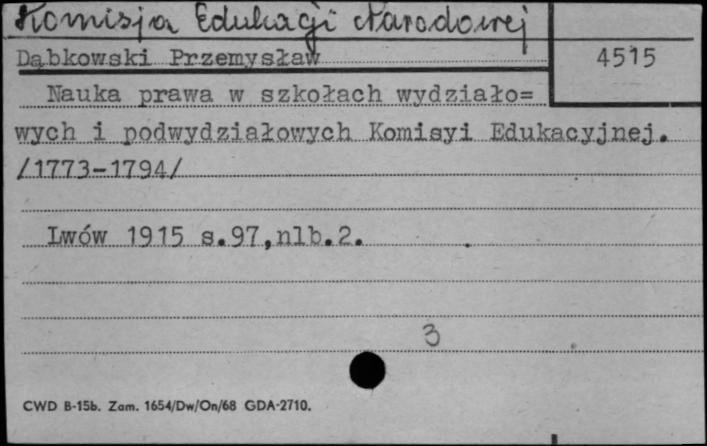 Komisja Edukacji Narodowej
Dąbkowski Przemysław
4515
Nauka prawa w szkołach wydziało=
wych i podwydziałowych Komisyi Edukacyjnej.
/1773-1794/
Lwów 1915 s.97,nlb.2.
3
CWD B-15b. Zam. 1654/Dw/On/68 GDA-2710.